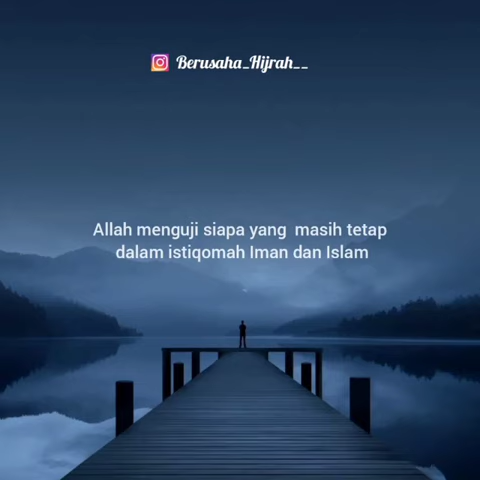 Berusaha_Hijrah__
Allah menguji siapa yang  masih tetap
dalam istiqomah Iman dan Islam